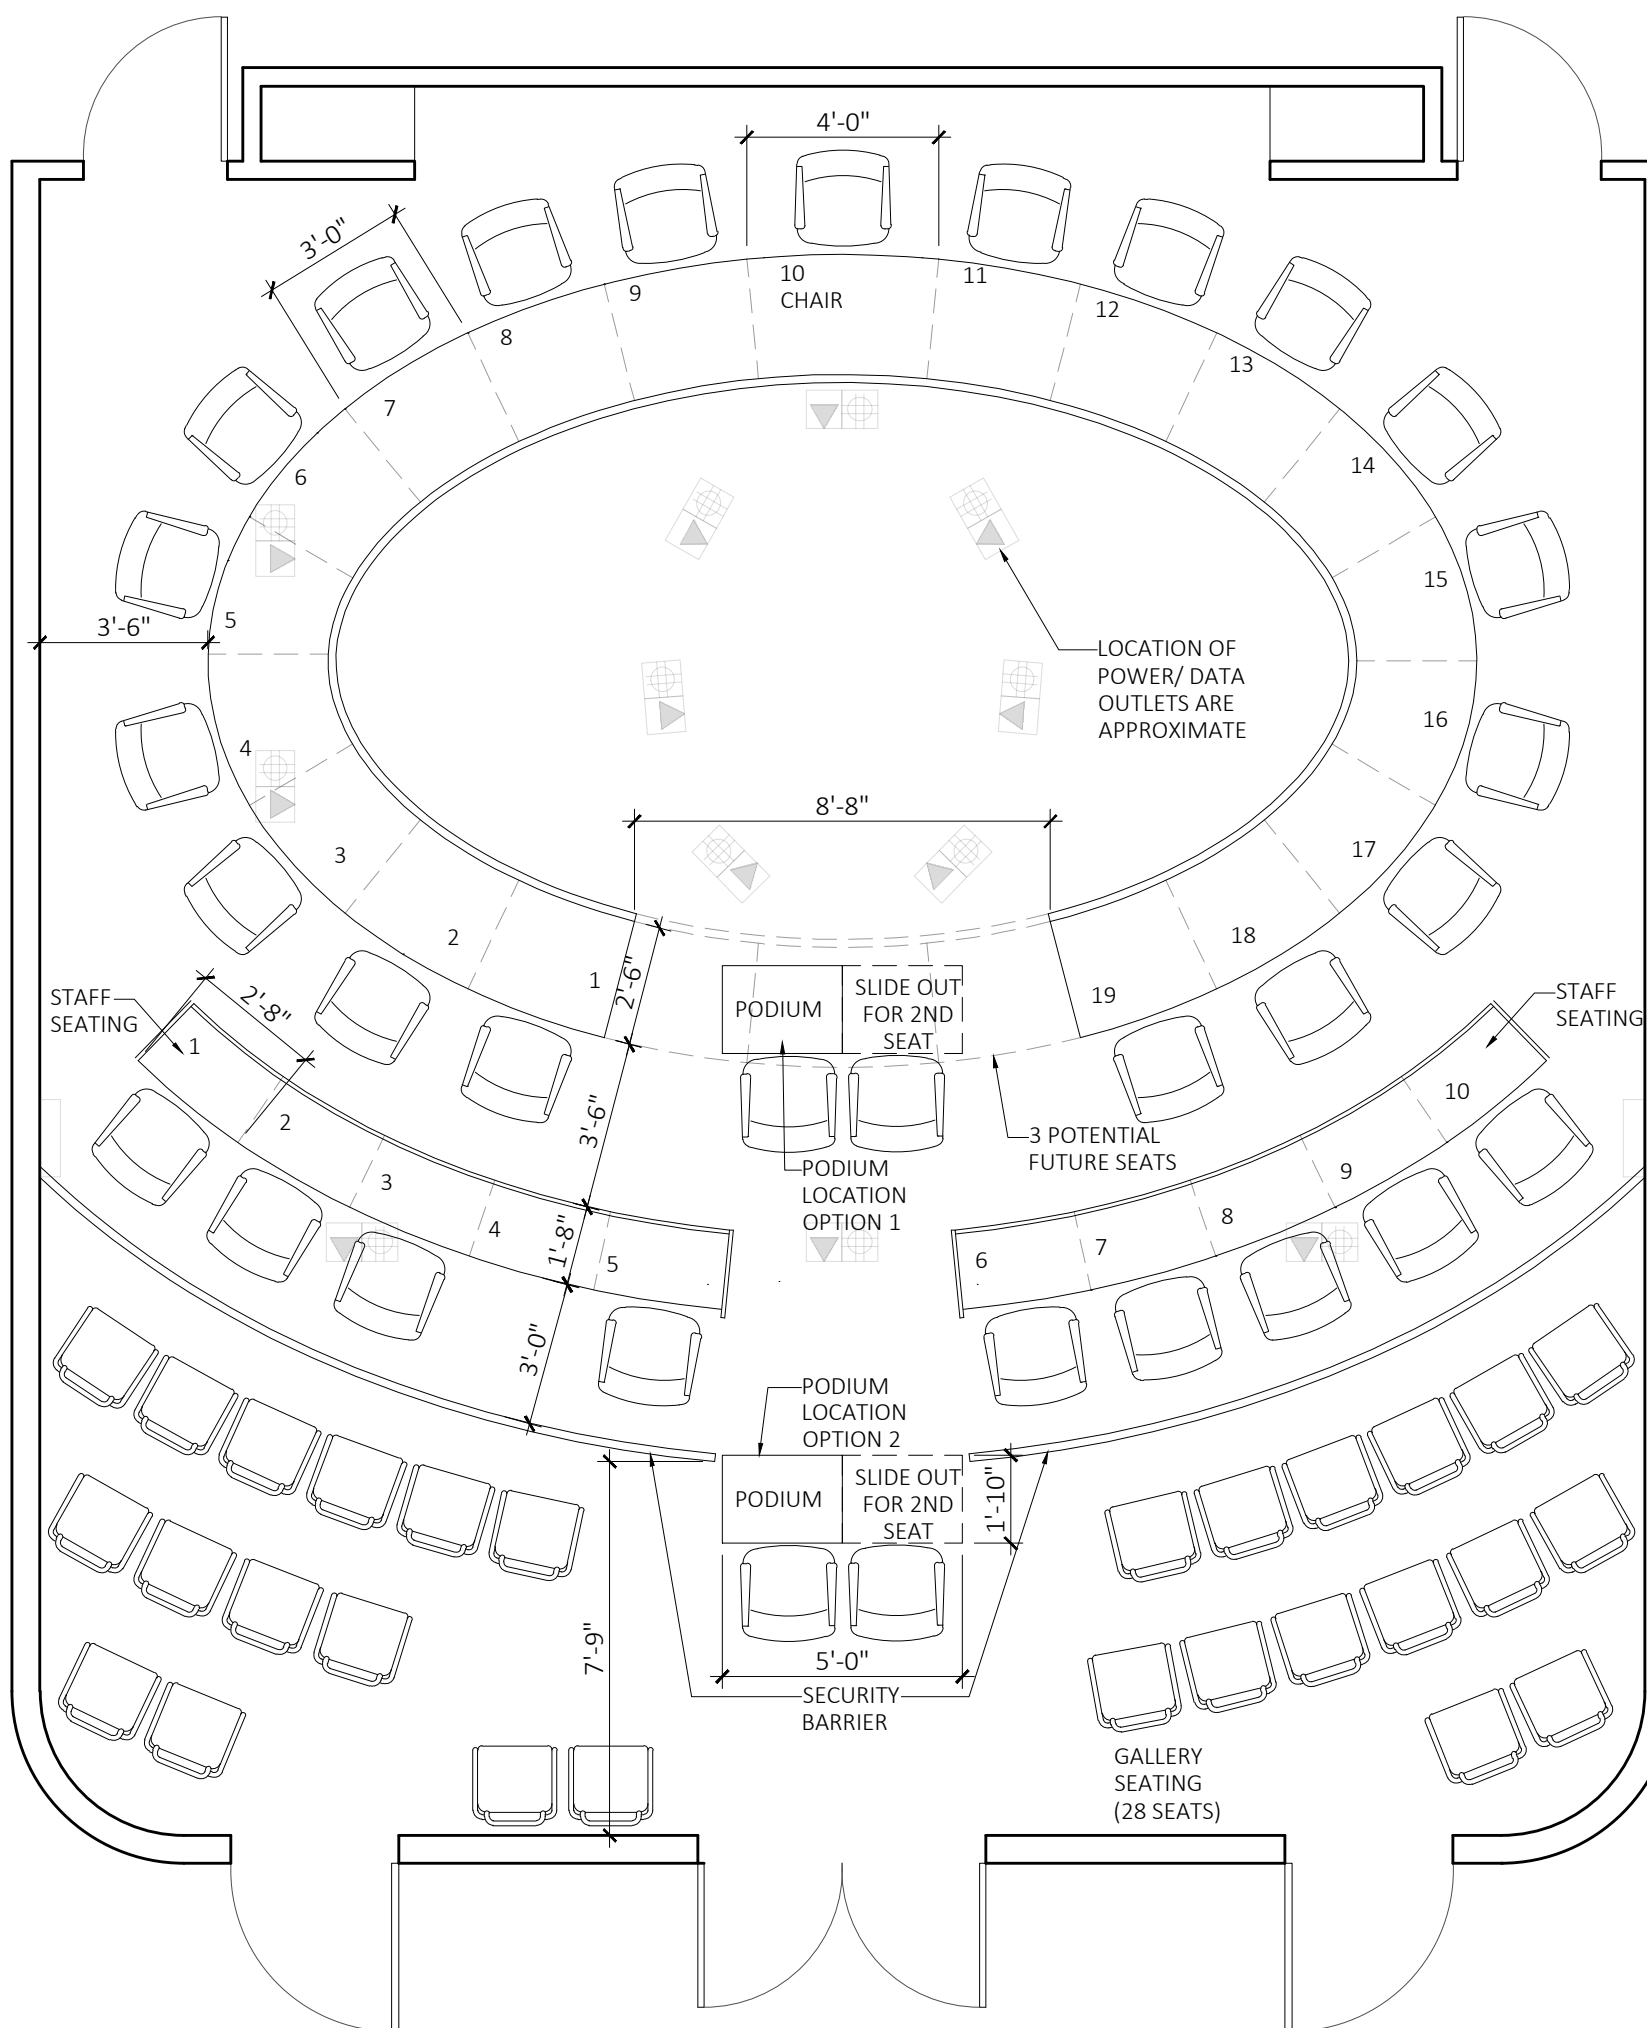 4'-0"
3'-0"
10
CHAIR
11
9
12
8
13
7
14
6
15
5
3'-6"
LOCATION OF
POWER/ DATA
OUTLETS ARE
APPROXIMATE
16
4
8'-8"
17
3
18
2
1
2'-6"
19
PODIUM
SLIDE OUT
FOR 2ND
SEAT
STAFF
SEATING
2'-8"
STAFF
SEATING
1
2
3
4
5
10
9
8
7
6
3'-6"
3 POTENTIAL
FUTURE SEATS
PODIUM
LOCATION
OPTION 1
1'-8"
3'-0"
PODIUM
LOCATION
OPTION 2
PODIUM
SLIDE OUT
FOR 2ND
SEAT
1'-10"
7'-9"
5'-0"
SECURITY
BARRIER
GALLERY
SEATING
(28 SEATS)